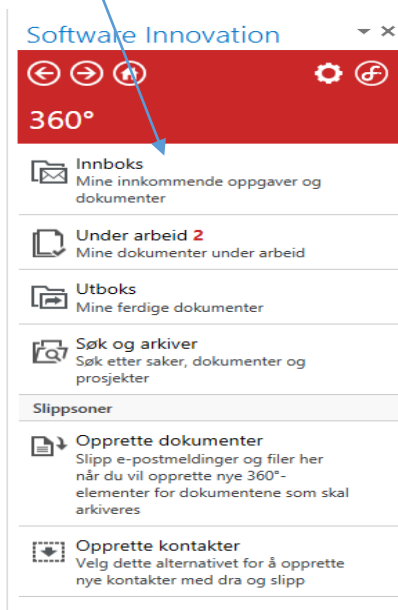 Software Innovation
360°
Innboks
Mine innkommende oppgaver og
dokumenter
Under arbeid 2
Mine dokumenter under arbeid
Utboks
Mine ferdige dokumenter
Søk og arkiver
Søk etter saker, dokumenter og
prosjekter
Slippsoner
Opprette dokumenter
Slipp e-postmeldinger og filer her
når du vil opprette nye 360°-
elementer for dokumentene som skal
arkiveres
Opprette kontakter
Velg dette alternativet for å opprette
nye kontakter med dra og slipp